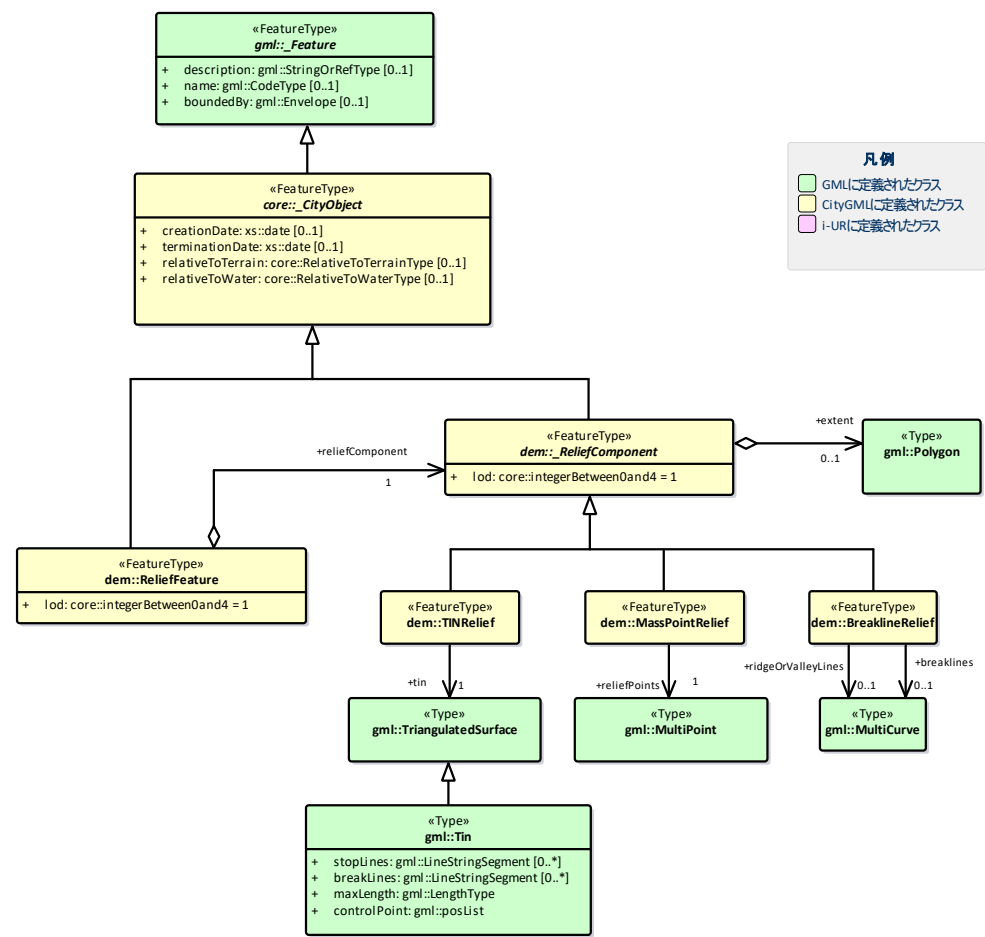 «FeatureType»
gml::_Feature
+ description: gml::StringOrRefType [0..1]
+ name: gml::CodeType [0..1]
+ boundedBy: gml::Envelope [0..1]
凡例
GMLに定義されたクラス
CityGMLに定義されたクラス
i-URに定義されたクラス
«FeatureType»
core::_CityObject
+ creationDate: xs::date [0..1]
+ terminationDate: xs::date [0..1]
+ relativeToTerrain: core::RelativeToTerrainType [0..1]
+ relativeToWater: core::RelativeToWaterType [0..1]
«FeatureType»
dem::_ReliefComponent
+ lod: core::integerBetween0and4 = 1
+extent
0..1
«Type»
gml::Polygon
+reliefComponent
1
«FeatureType»
dem::ReliefFeature
+ lod: core::integerBetween0and4 = 1
«FeatureType»
dem::TINRelief
«FeatureType»
dem::MassPointRelief
«FeatureType»
dem::BreaklineRelief
+tin
1
+reliefPoints
1
+ridgeOrValleyLines
0..1
+breaklines
0..1
«Type»
gml::TriangulatedSurface
«Type»
gml::MultiPoint
«Type»
gml::MultiCurve
«Type»
gml::Tin
+ stopLines: gml::LineStringSegment [0..*]
+ breakLines: gml::LineStringSegment [0..*]
+ maxLength: gml::LengthType
+ controlPoint: gml::posList